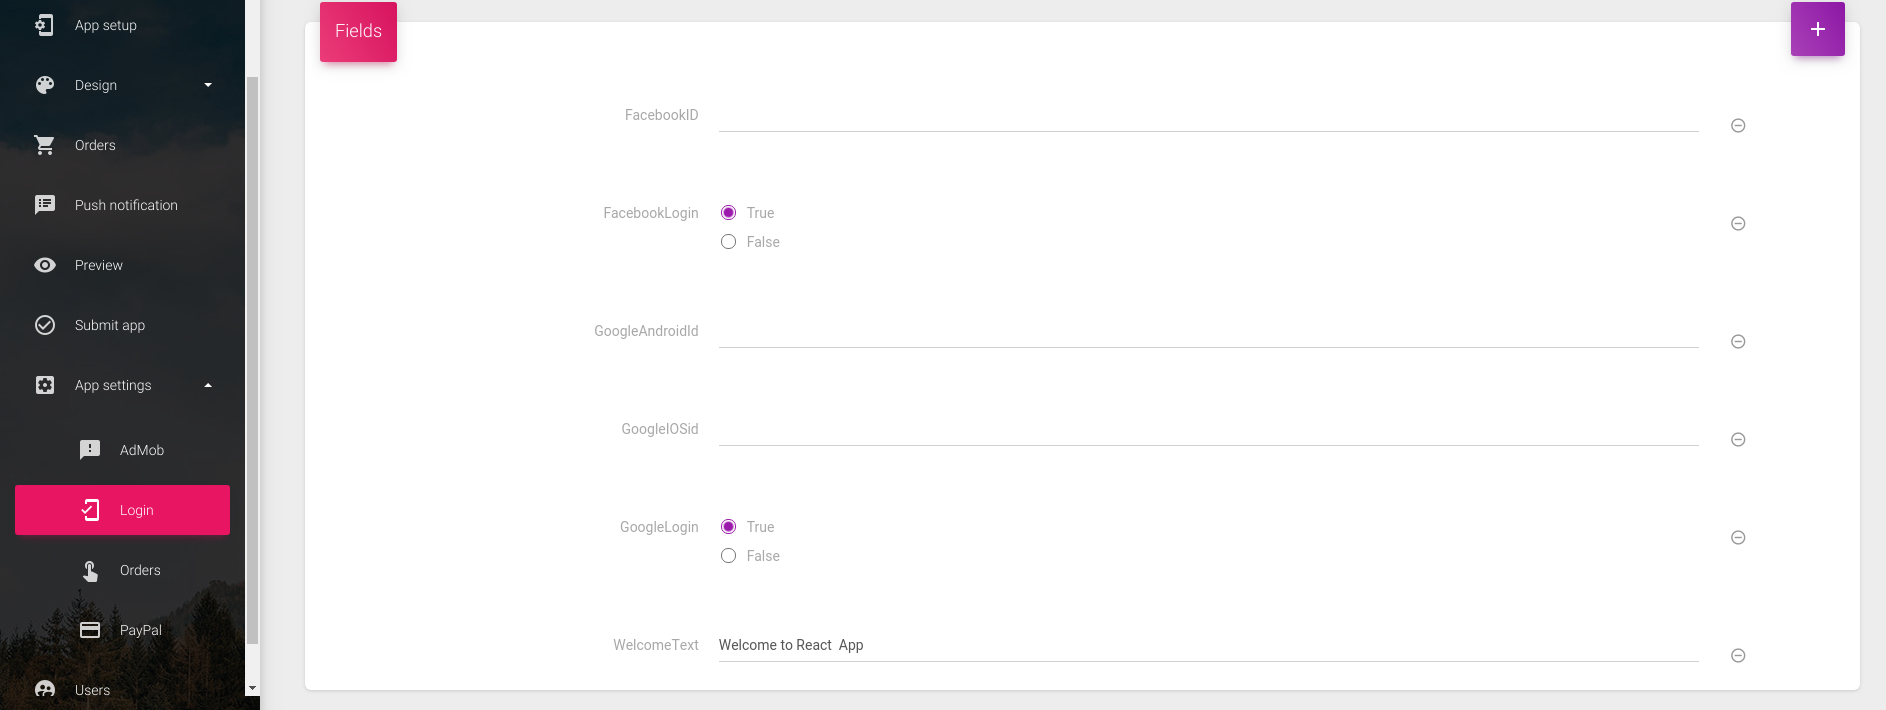 App setup
Design
Orders
Push notification
Preview
Submit app
App settings
AdMob
Login
Orders
PayPal
Users
Fields
+
FacebookID
FacebookLogin
True
False
GoogleAndroidId
GoogleIOSid
GoogleLogin
True
False
WelcomeText Welcome to React  App